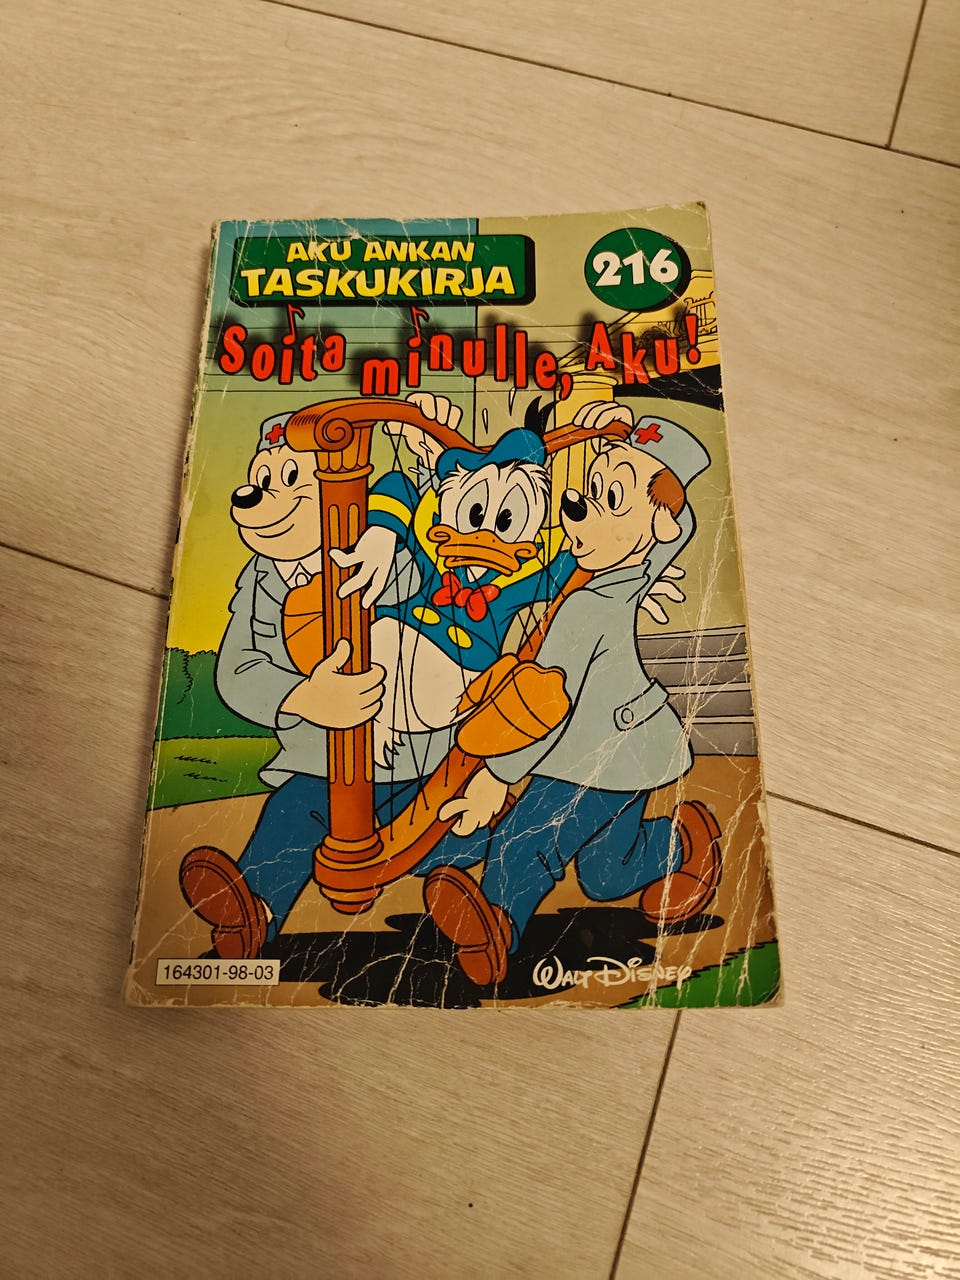 AKU ANKAN
TASKUKIRJA
216
Soita minulle, Aku!
164301-98-03
WALT DISNEY